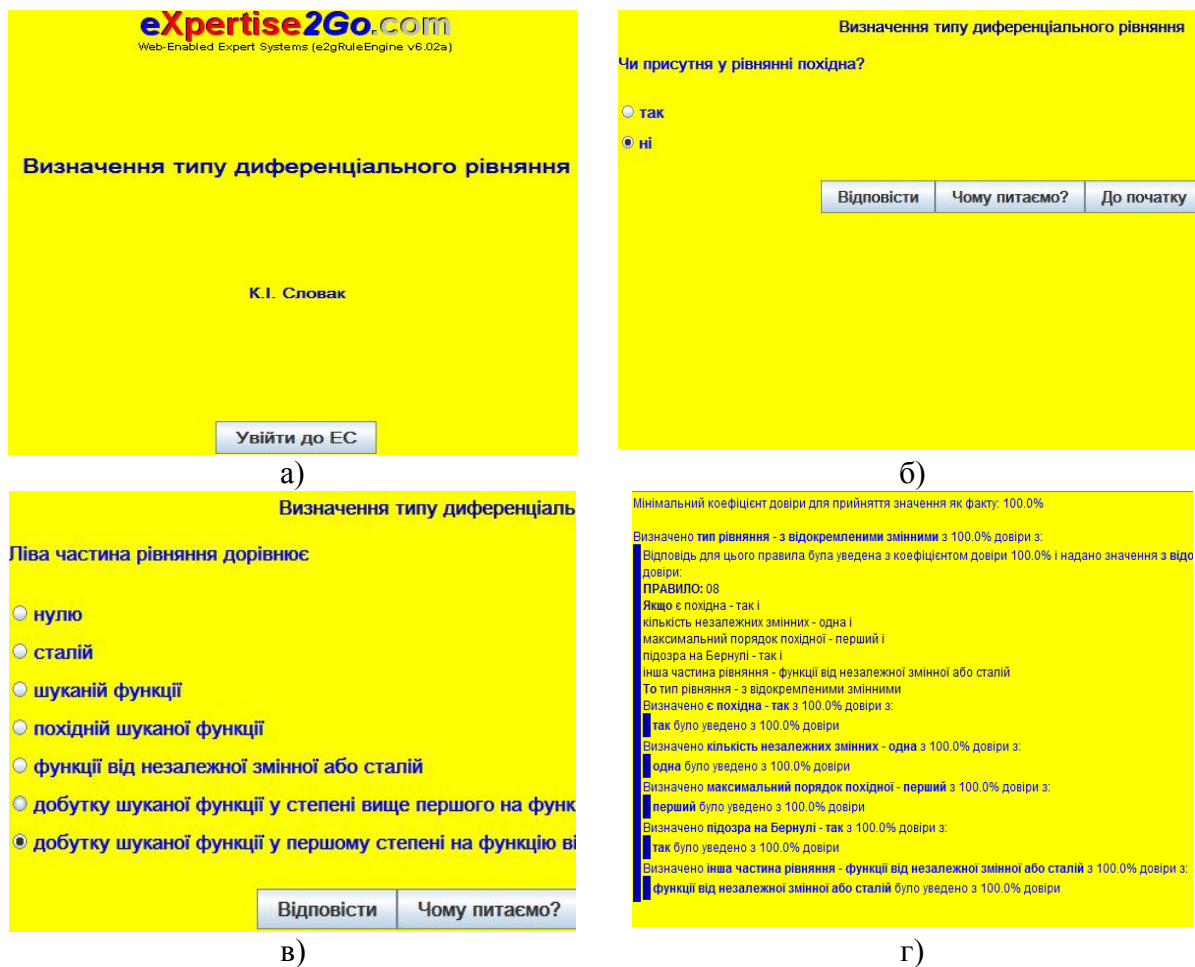 eXpertise2Go.com
Web-Enabled Expert Systems (e2gRuleEngine v6.02a)
Визначення типу диференціального рівняння
К.І. Словак
Увійти до ЕС
а)
Визначення типу диференціального рівняння
Чи присутня у рівнянні похідна?
так
ні
Відповісти Чому питаємо? До початку
б)
Визначення типу диференціаль
Ліва частина рівняння дорівнює
нулю
сталій
шуканій функції
похідній шуканої функції
функції від незалежної змінної або сталій
добутку шуканої функції у степені вище першого на функ
добутку шуканої функції у першому степені на функцію ві
Відповісти Чому питаємо?
в)
Мінімальний коефіцієнт довіри для прийняття значення як факту: 100.0%
Визначено тип рівняння - з відокремленими змінними з 100.0% довіри з:
Відповідь для цього правила була уведена з коефіцієнтом довіри 100.0% і надано значення з відо
довіри:
ПРАВИЛО: 08
Якщо є похідна - так і
кількість незалежних змінних - одна і
максимальний порядок похідної - перший і
підозра на Бернулі - так і
інша частина рівняння - функції від незалежної змінної або сталій
То тип рівняння - з відокремленими змінними
Визначено є похідна - так з 100.0% довіри з:
так було уведено з 100.0% довіри
Визначено кількість незалежних змінних - одна з 100.0% довіри з:
одна було уведено з 100.0% довіри
Визначено максимальний порядок похідної - перший з 100.0% довіри з:
перший було уведено з 100.0% довіри
Визначено підозра на Бернулі - так з 100.0% довіри з:
так було уведено з 100.0% довіри
Визначено інша частина рівняння - функції від незалежної змінної або сталій з 100.0% довіри з:
функції від незалежної змінної або сталій було уведено з 100.0% довіри
г)